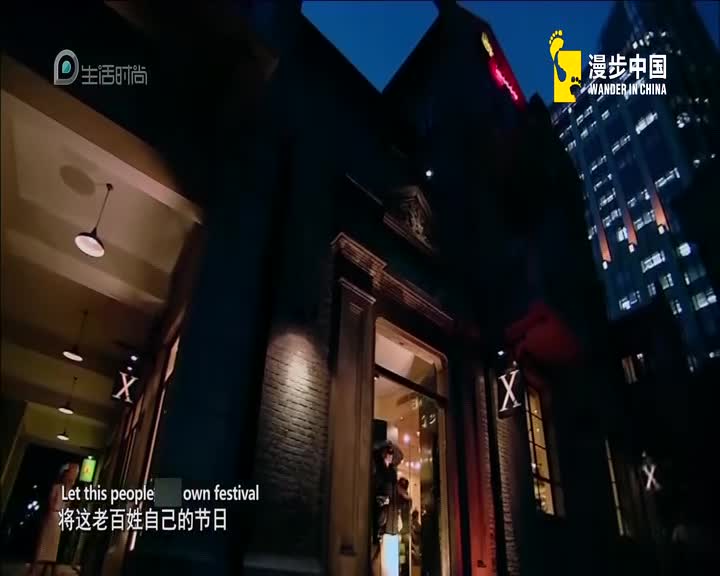 生活时尚
漫步中国
WANDER IN CHINA
X
X
X
Let this people own festival
将这老百姓自己的节日